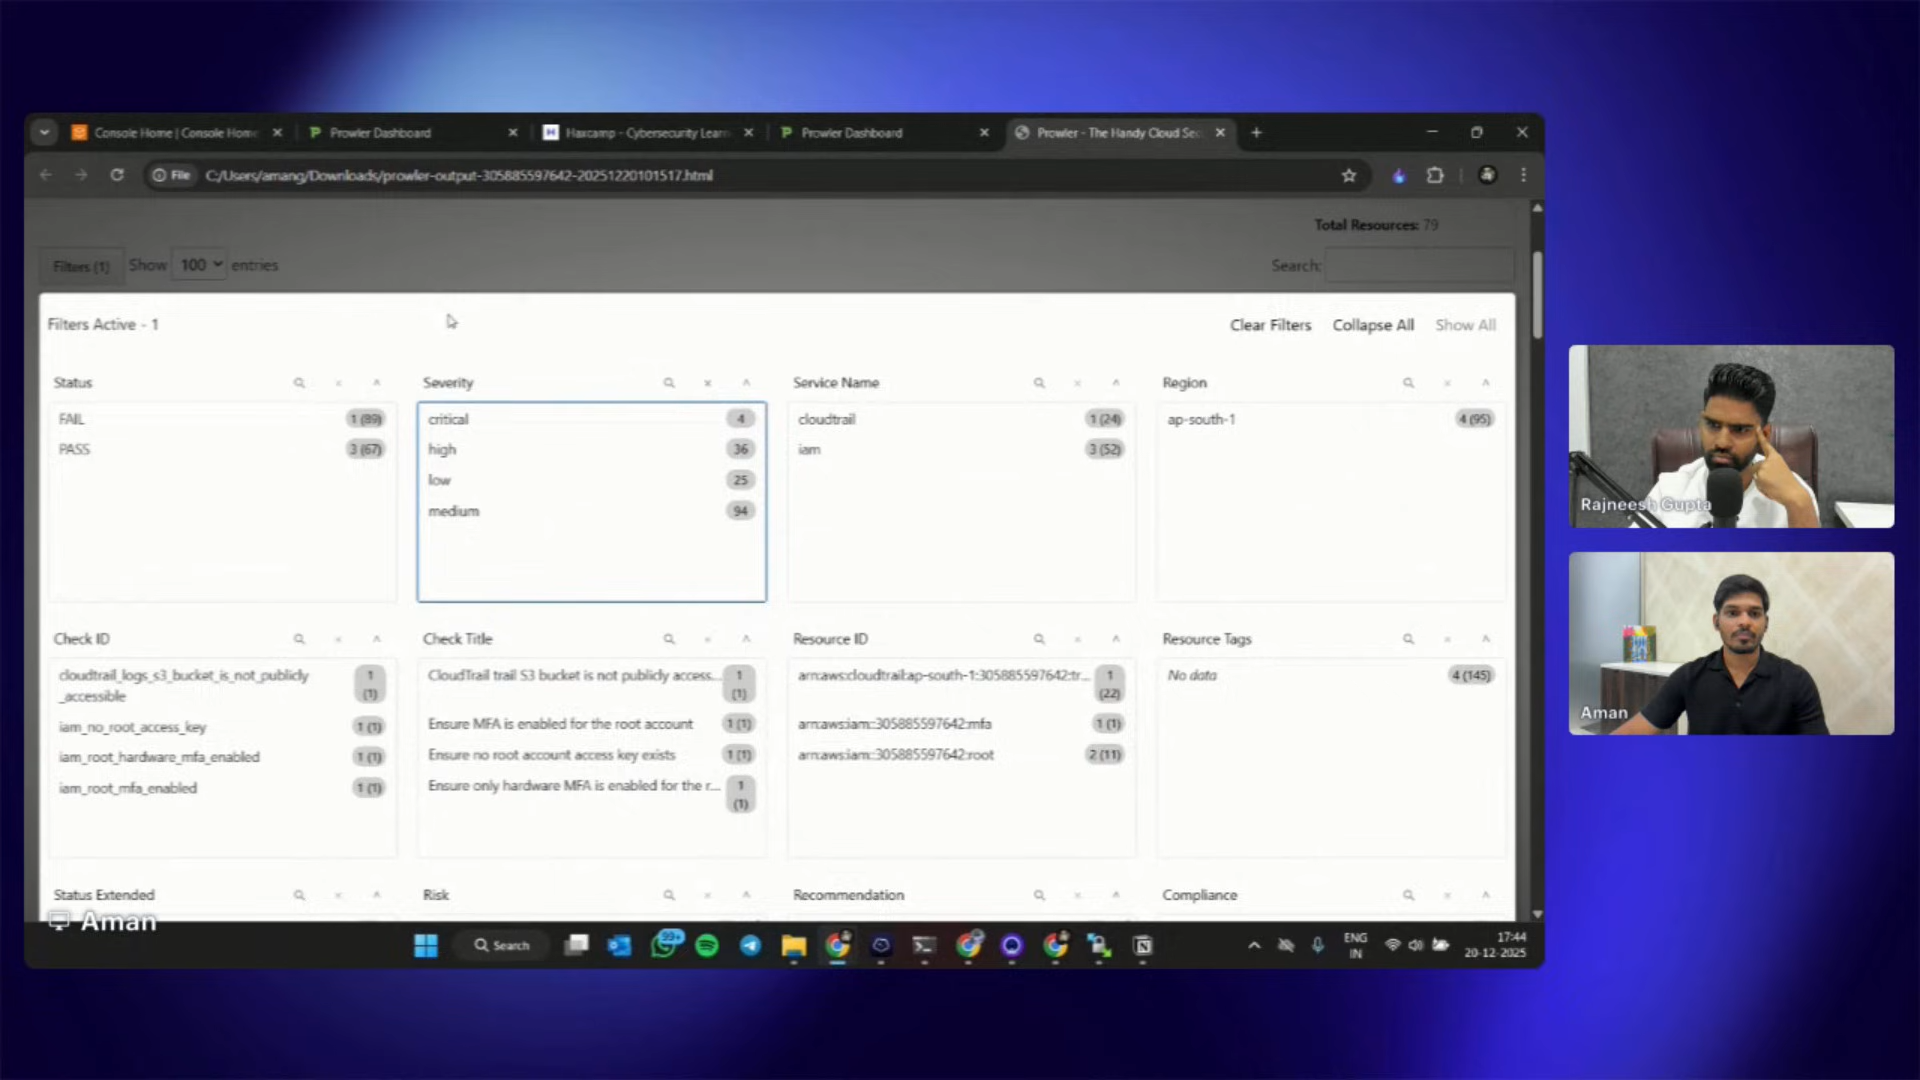 Console Home | Console Home
Prowler Dashboard
Haxcamp - Cybersecurity Learn
Prowler Dashboard
Prowler - The Handy Cloud Sec
File
C:/Users/amang/Downloads/prowler-output-305885597642-20251220101517.html
Total Resources: 79
Filters (1) Show 100 entries
Search:
Filters Active - 1
Clear Filters Collapse All Show All
Status
FAIL 1 (89)
PASS 3 (67)
Severity
critical 4
high 36
low 25
medium 94
Service Name
cloudtrail 1 (24)
iam 3 (52)
Region
ap-south-1 4 (95)
Check ID
cloudtrail_logs_s3_bucket_is_not_publicly
_accessible
1
(1)
iam_no_root_access_key 1 (1)
iam_root_hardware_mfa_enabled 1 (1)
iam_root_mfa_enabled 1 (1)
Check Title
CloudTrail trail S3 bucket is not publicly access...
1
(1)
Ensure MFA is enabled for the root account 1 (1)
Ensure no root account access key exists 1 (1)
Ensure only hardware MFA is enabled for the r...
1
(1)
Resource ID
arn:aws:cloudtrail:ap-south-1:305885597642:tr...
1
(22)
arn:aws:iam::305885597642:mfa 1 (1)
arn:aws:iam::305885597642:root 2 (11)
Resource Tags
No data 4 (145)
Status Extended
Risk
Recommendation
Compliance
Aman
Search
99+
ENG
IN
17:44
20-12-2025
Rajneesh Gupta
Aman